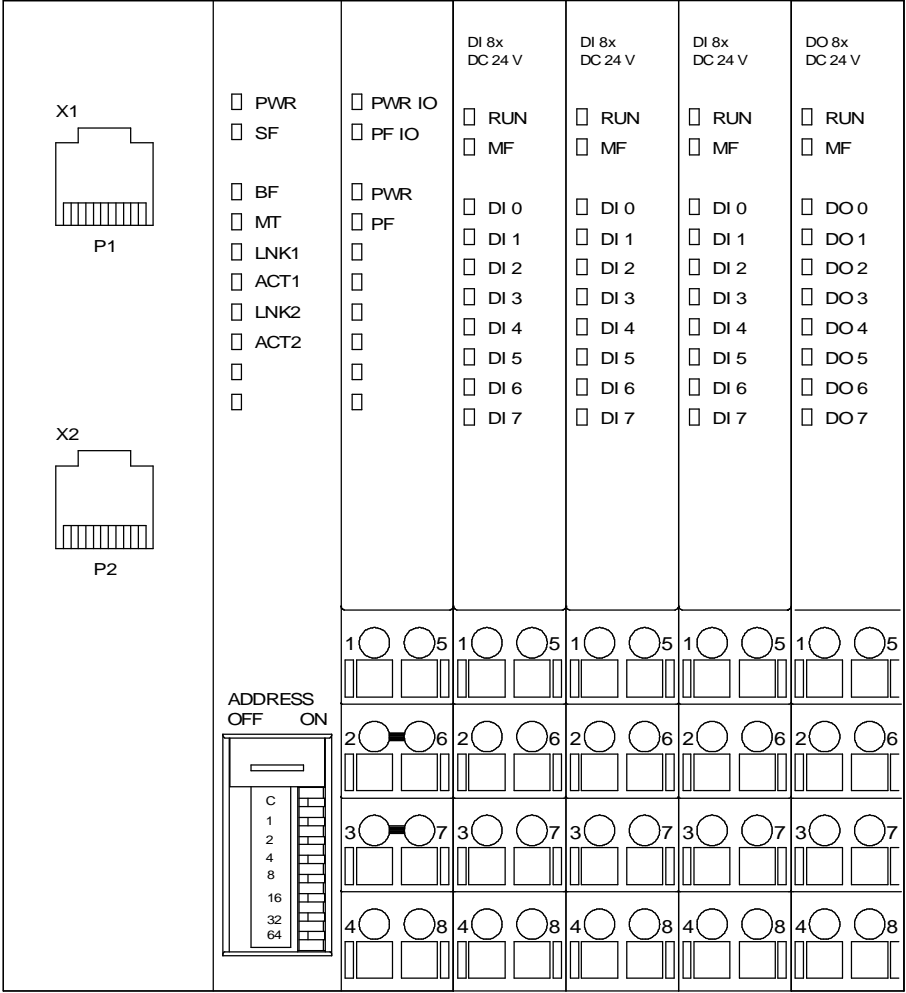 X1
P1
X2
P2
PWR
SF
BF
MT
LNK1
ACT1
LNK2
ACT2
ADDRESS
OFF ON
C
1
2
4
8
16
32
64
PWR IO
PF IO
PWR
PF
1 5
2 6
3 7
4 8
DI 8x
DC 24 V
RUN
MF
DI 0
DI 1
DI 2
DI 3
DI 4
DI 5
DI 6
DI 7
1 5
2 6
3 7
4 8
DI 8x
DC 24 V
RUN
MF
DI 0
DI 1
DI 2
DI 3
DI 4
DI 5
DI 6
DI 7
1 5
2 6
3 7
4 8
DI 8x
DC 24 V
RUN
MF
DI 0
DI 1
DI 2
DI 3
DI 4
DI 5
DI 6
DI 7
1 5
2 6
3 7
4 8
DO 8x
DC 24 V
RUN
MF
DO 0
DO 1
DO 2
DO 3
DO 4
DO 5
DO 6
DO 7
1 5
2 6
3 7
4 8